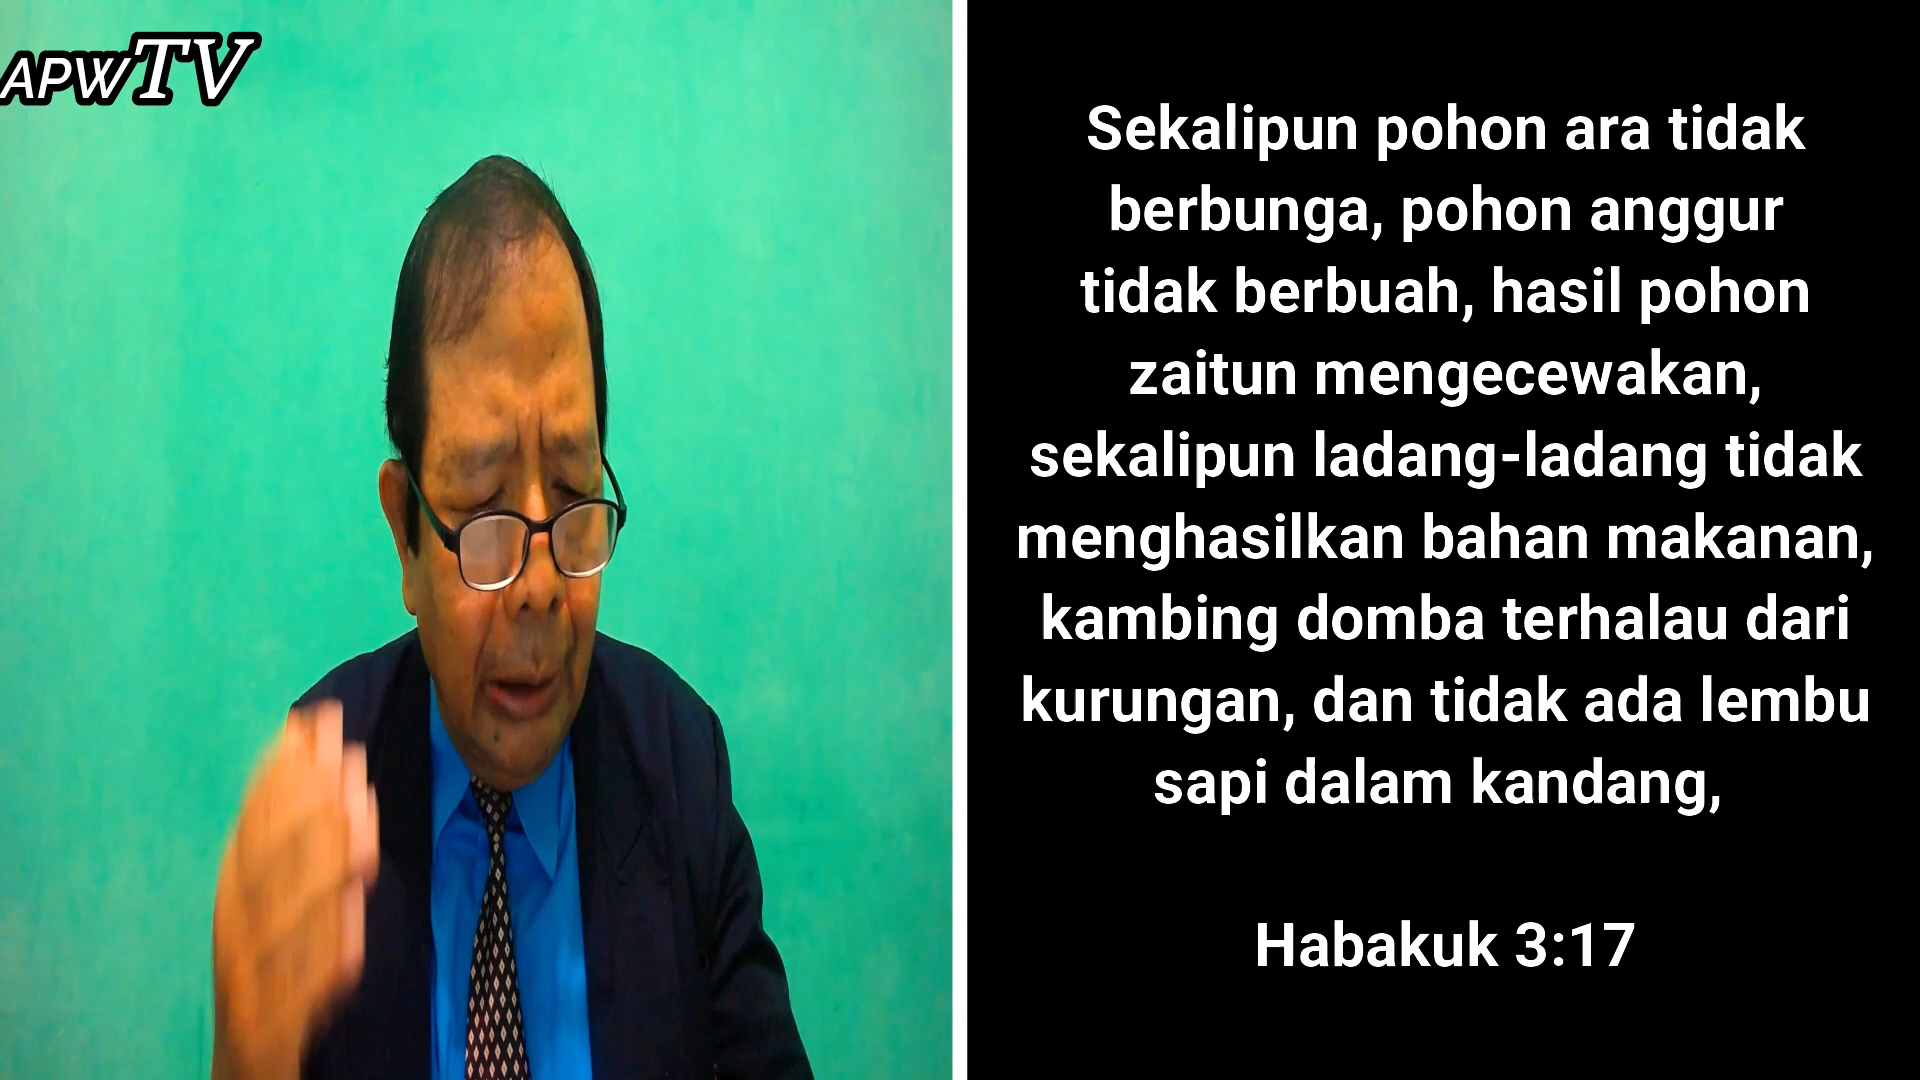 APWTV
Sekalipun pohon ara tidak
berbunga, pohon anggur
tidak berbuah, hasil pohon
zaitun mengecewakan,
sekalipun ladang-ladang tidak
menghasilkan bahan makanan,
kambing domba terhalau dari
kurungan, dan tidak ada lembu
sapi dalam kandang,
Habakuk 3:17